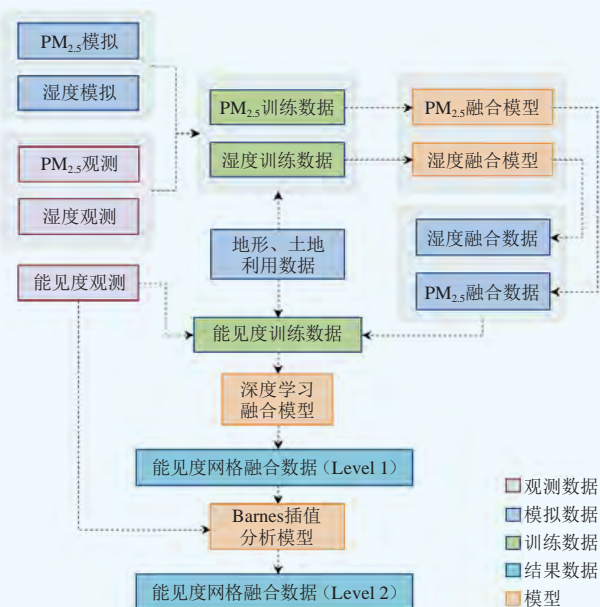 PM2.5模拟
湿度模拟
PM2.5观测
湿度观测
能见度观测
PM2.5训练数据
湿度训练数据
PM2.5融合模型
湿度融合模型
地形、土地
利用数据
湿度融合数据
PM2.5融合数据
能见度训练数据
深度学习
融合模型
能见度网格融合数据(Level 1)
Barnes插值
分析模型
能见度网格融合数据(Level 2)
观测数据
模拟数据
训练数据
结果数据
模型